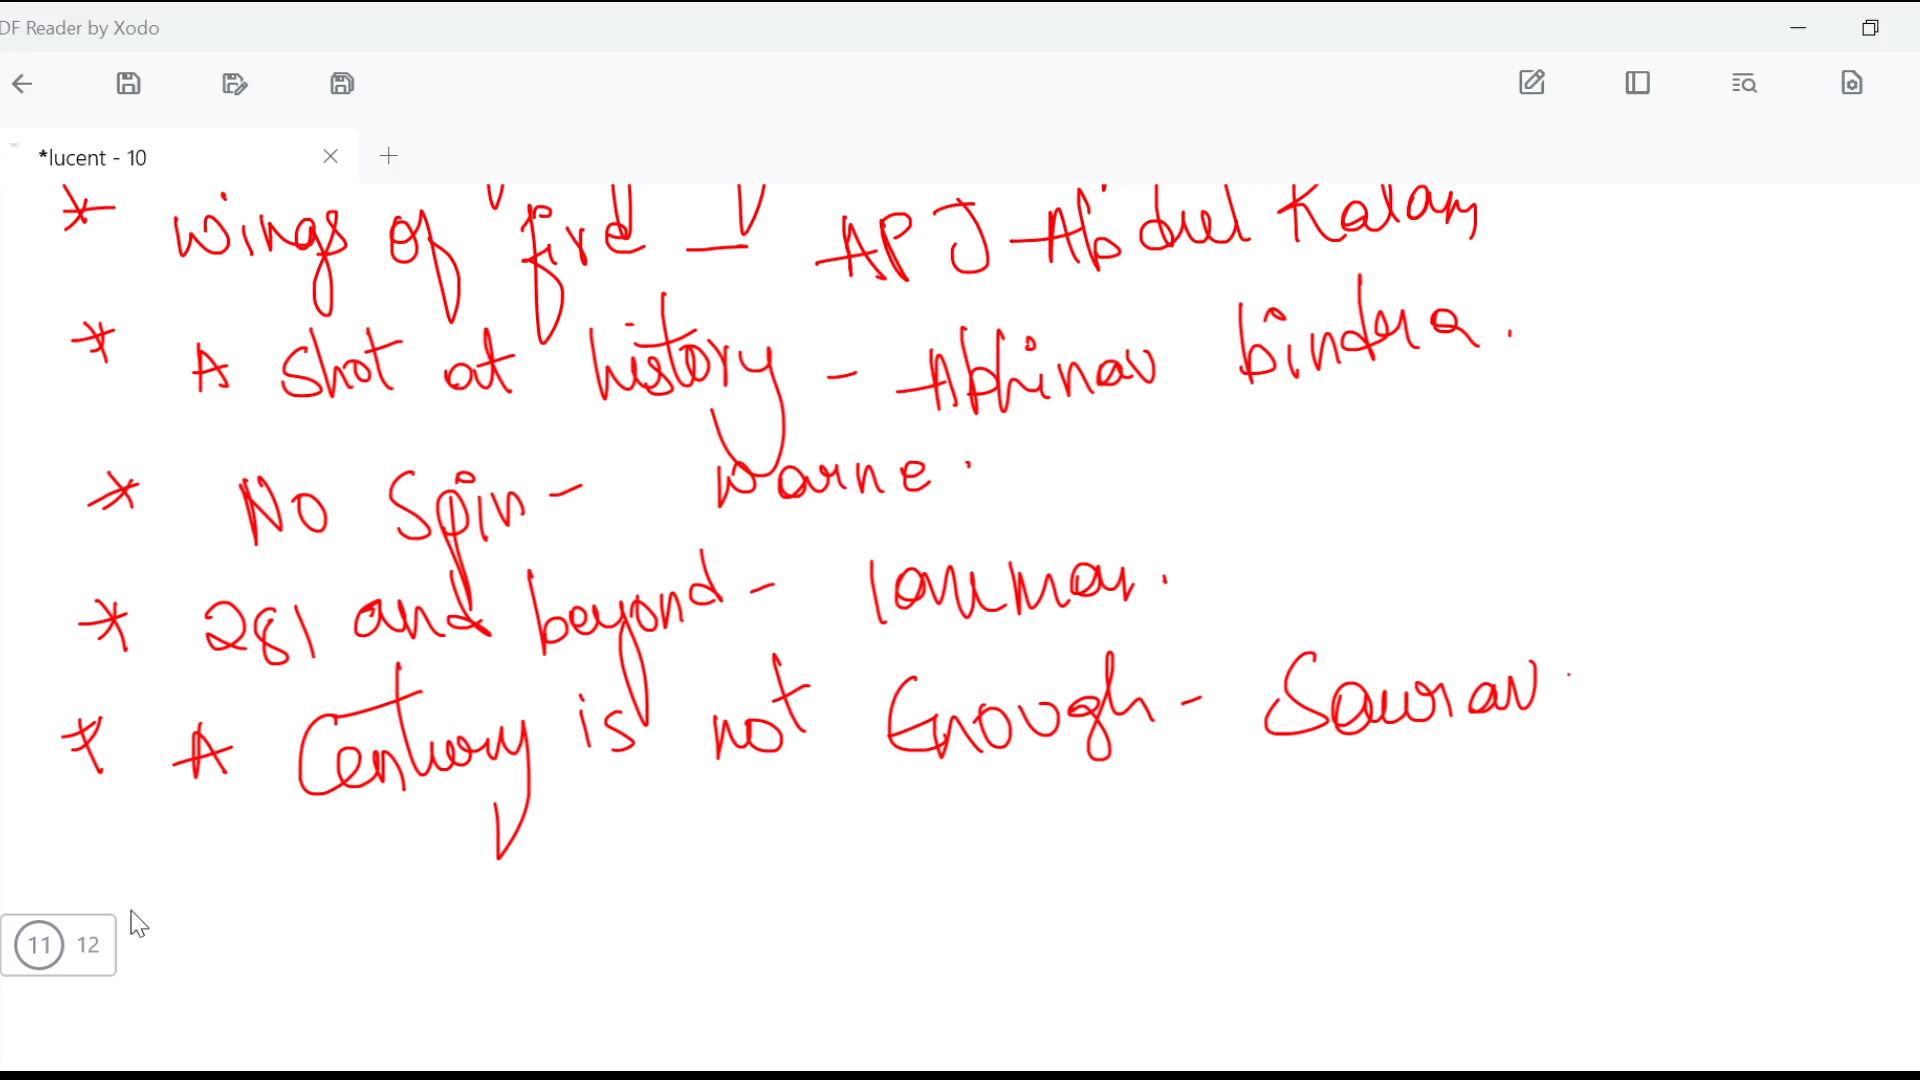 DF Reader by Xodo
*lucent - 10
* Wings of fire - APJ Abdul Kalam
* A Shot at history - Abhinav bindra.
* No Spin - Warne.
* 281 and beyond - laxman.
* A Century is not Enough - Sourav.
11 12